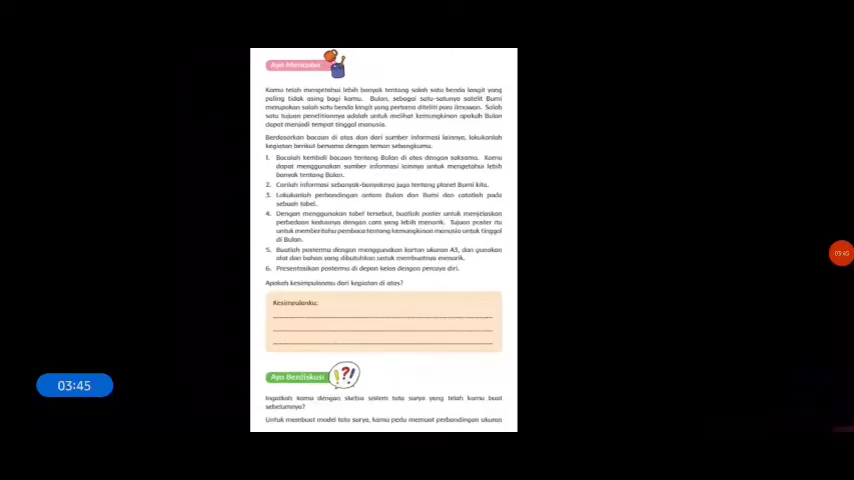 Ayo Mencoba
Kamu telah mengetahui lebih banyak tentang salah satu benda langit yang
paling tidak asing bagi kamu. Bulan, sebagai satu-satunya satelit Bumi
merupakan salah satu benda langit yang pertama diteliti para ilmuwan. Salah
satu tujuan penelitiannya adalah untuk melihat kemungkinan apakah Bulan
dapat menjadi tempat tinggal manusia.
Berdasarkan bacaan di atas dan dari sumber informasi lainnya, lakukanlah
kegiatan berikut bersama dengan teman sebangkumu.
1. Bacalah kembali bacaan tentang Bulan di atas dengan saksama. Kamu
dapat menggunakan sumber informasi lainnya untuk mengetahui lebih
banyak tentang Bulan.
2. Carilah informasi sebanyak-banyaknya juga tentang planet Bumi kita.
3. Lakukanlah perbandingan antara Bulan dan Bumi dan catatlah pada
sebuah tabel.
4. Dengan menggunakan tabel tersebut, buatlah poster untuk menjelaskan
perbedaan keduanya dengan cara yang lebih menarik. Tujuan poster itu
untuk memberitahu pembaca tentang kemungkinan manusia untuk tinggal
di Bulan.
5. Buatlah postermu dengan menggunakan karton ukuran A3, dan gunakan
alat dan bahan yang dibutuhkan untuk membuatnya menarik.
6. Presentasikan postermu di depan kelas dengan percaya diri.
Apakah kesimpulanmu dari kegiatan di atas?
Kesimpulanku:
Ayo Berdiskusi
!?!
Ingatkah kamu dengan sketsa sistem tata surya yang telah kamu buat
sebelumnya?
Untuk membuat model tata surya, kamu perlu memuat perbandingan ukuran
03:45
03:45